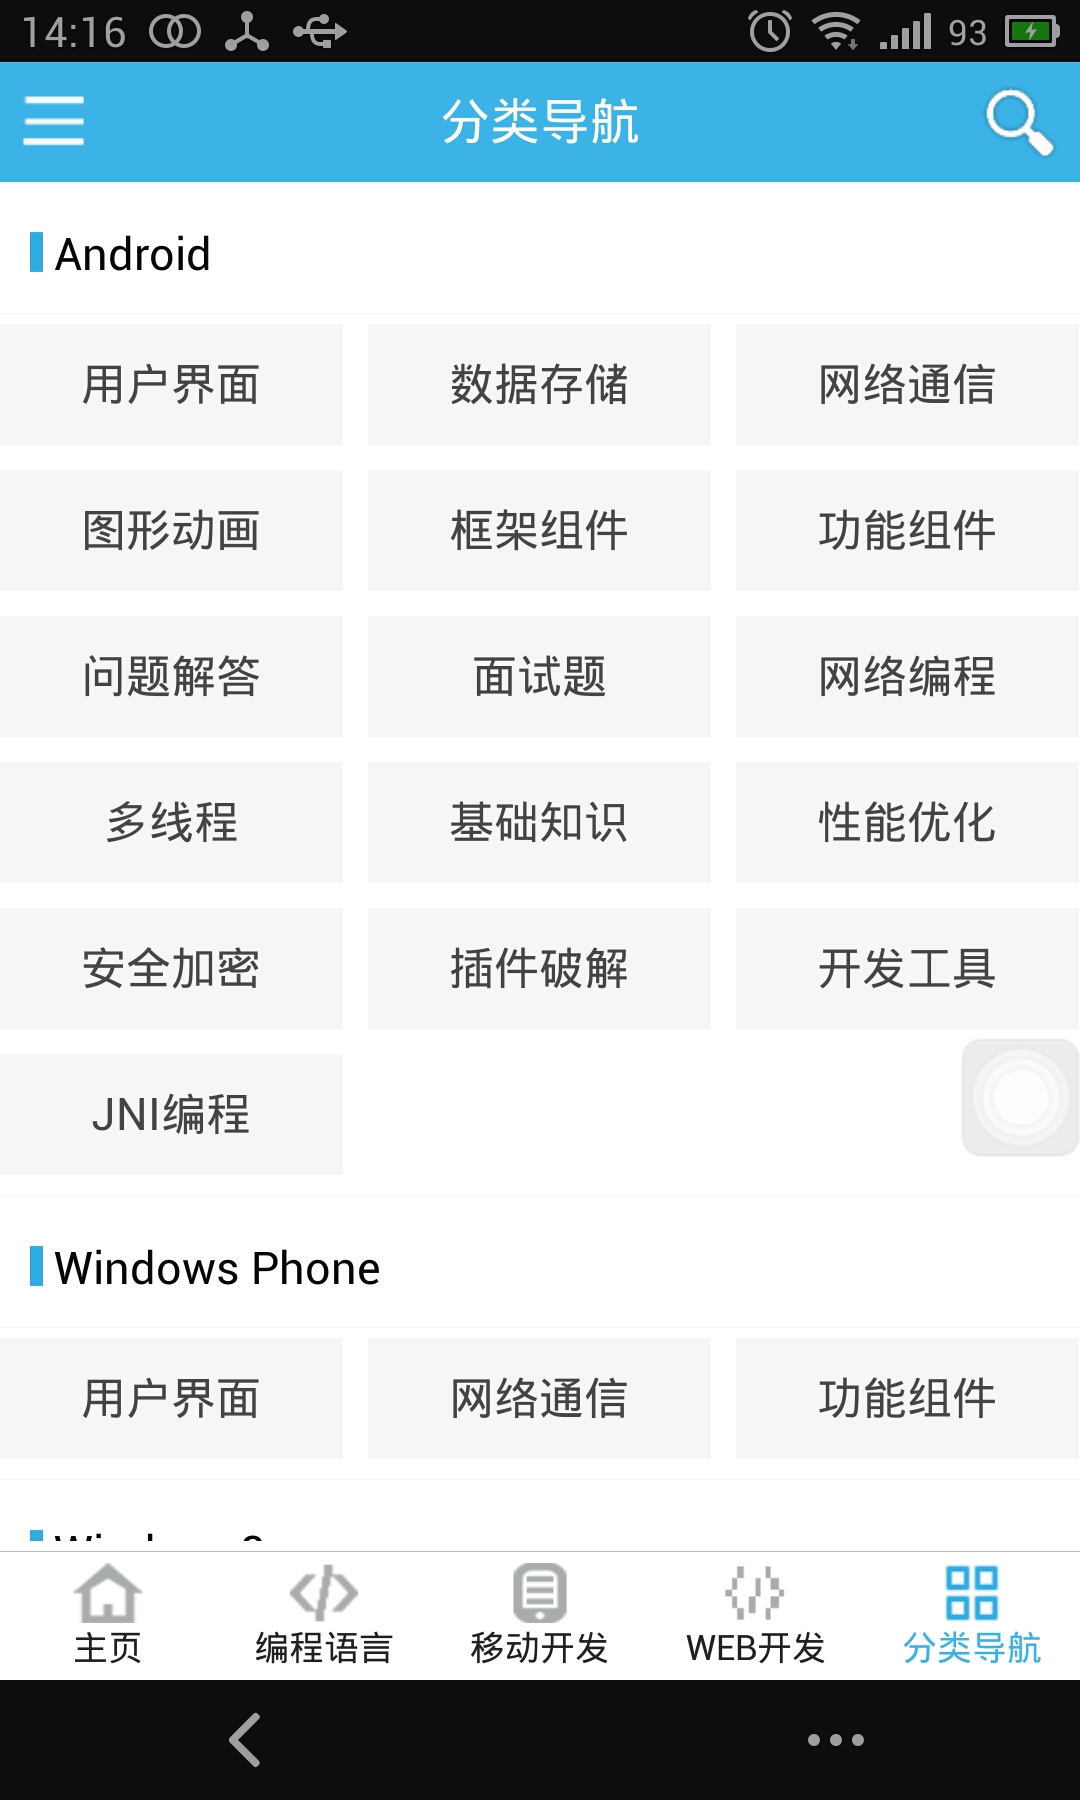 14:16 93
分类导航
Android
用户界面 数据存储 网络通信
图形动画 框架组件 功能组件
问题解答 面试题 网络编程
多线程 基础知识 性能优化
安全加密 插件破解 开发工具
JNI编程
Windows Phone
用户界面 网络通信 功能组件
主页 编程语言 移动开发 WEB开发 分类导航